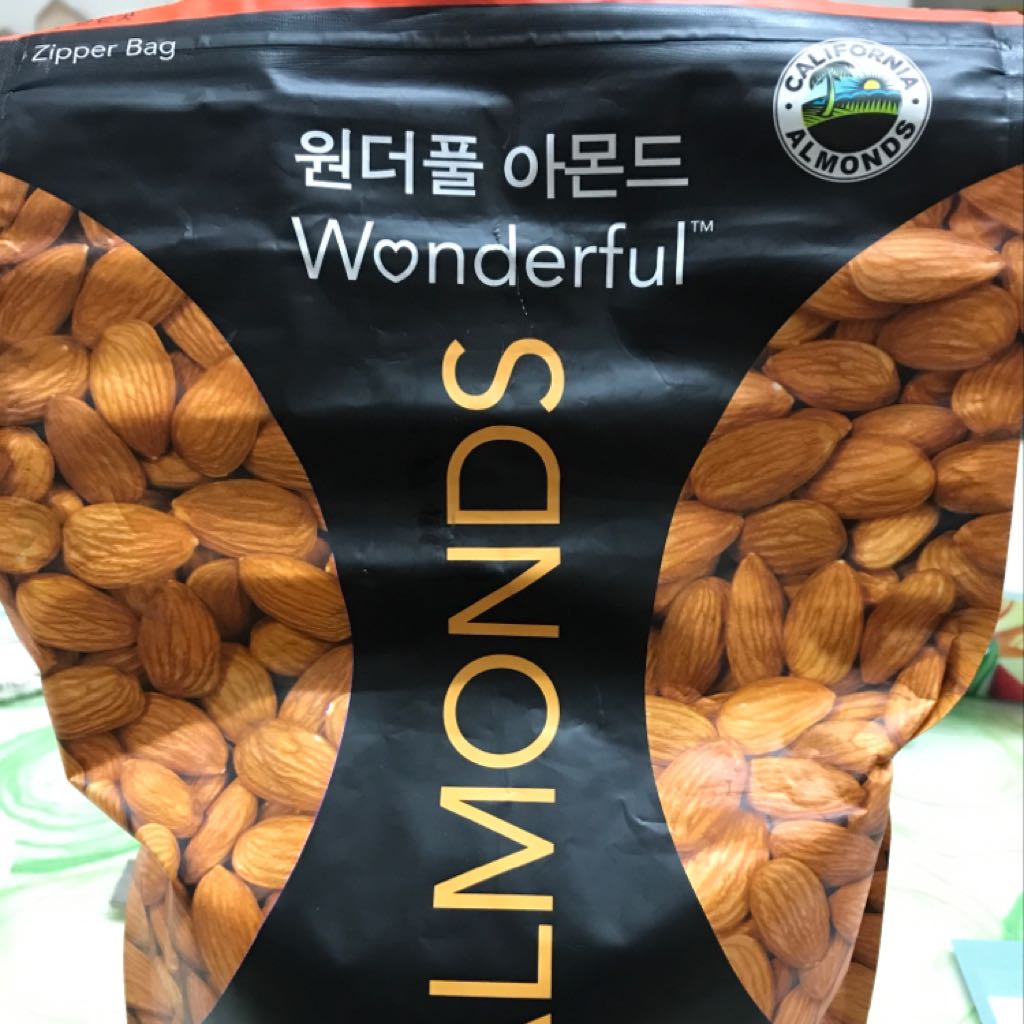 Zipper Bag
CALIFORNIA
ALMONDS
원더풀 아몬드
Wonderful™
ALMONDS